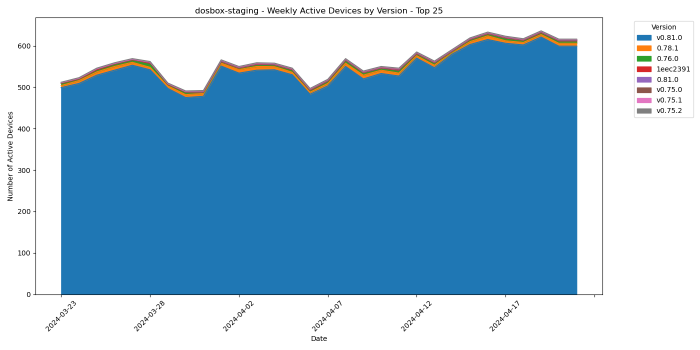 dosbox-staging - Weekly Active Devices by Version - Top 25
Number of Active Devices
600
500
400
300
200
100
0
2024-03-23
2024-03-28
2024-04-02
2024-04-07
2024-04-12
2024-04-17
Date
Version
v0.81.0
0.78.1
0.76.0
1eec2391
0.81.0
v0.75.0
v0.75.1
v0.75.2